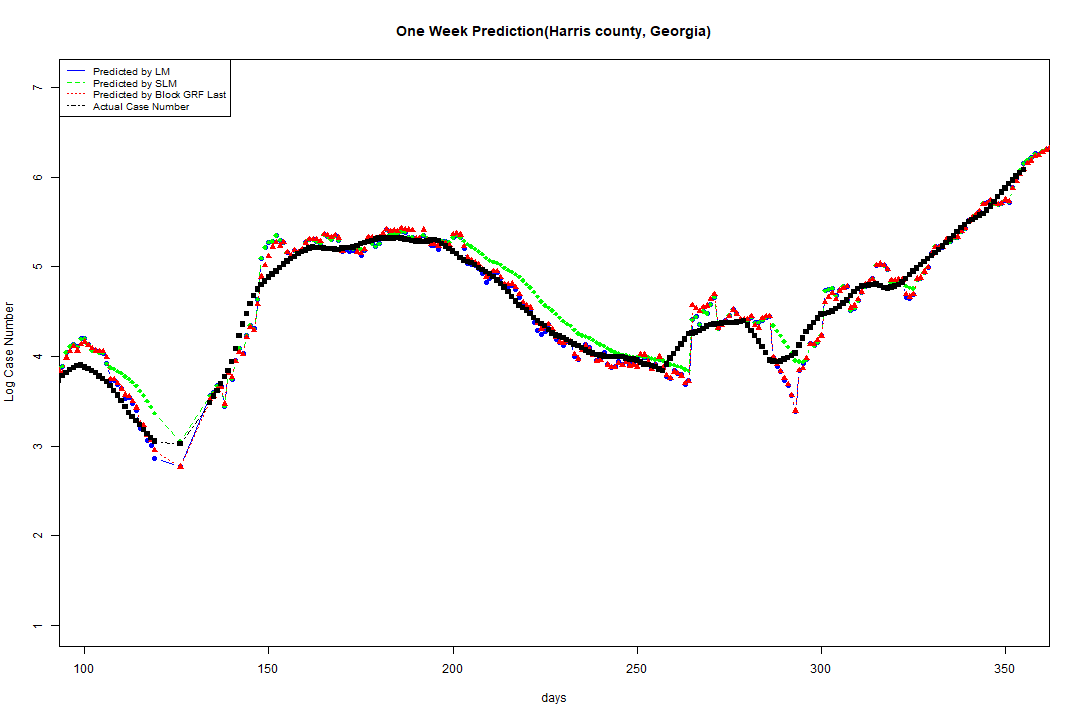 One Week Prediction(Harris county, Georgia)
Predicted by LM
Predicted by SLM
Predicted by Block GRF Last
Actual Case Number
7
6
5
4
3
2
1
Log Case Number
100 150 200 250 300 350
days